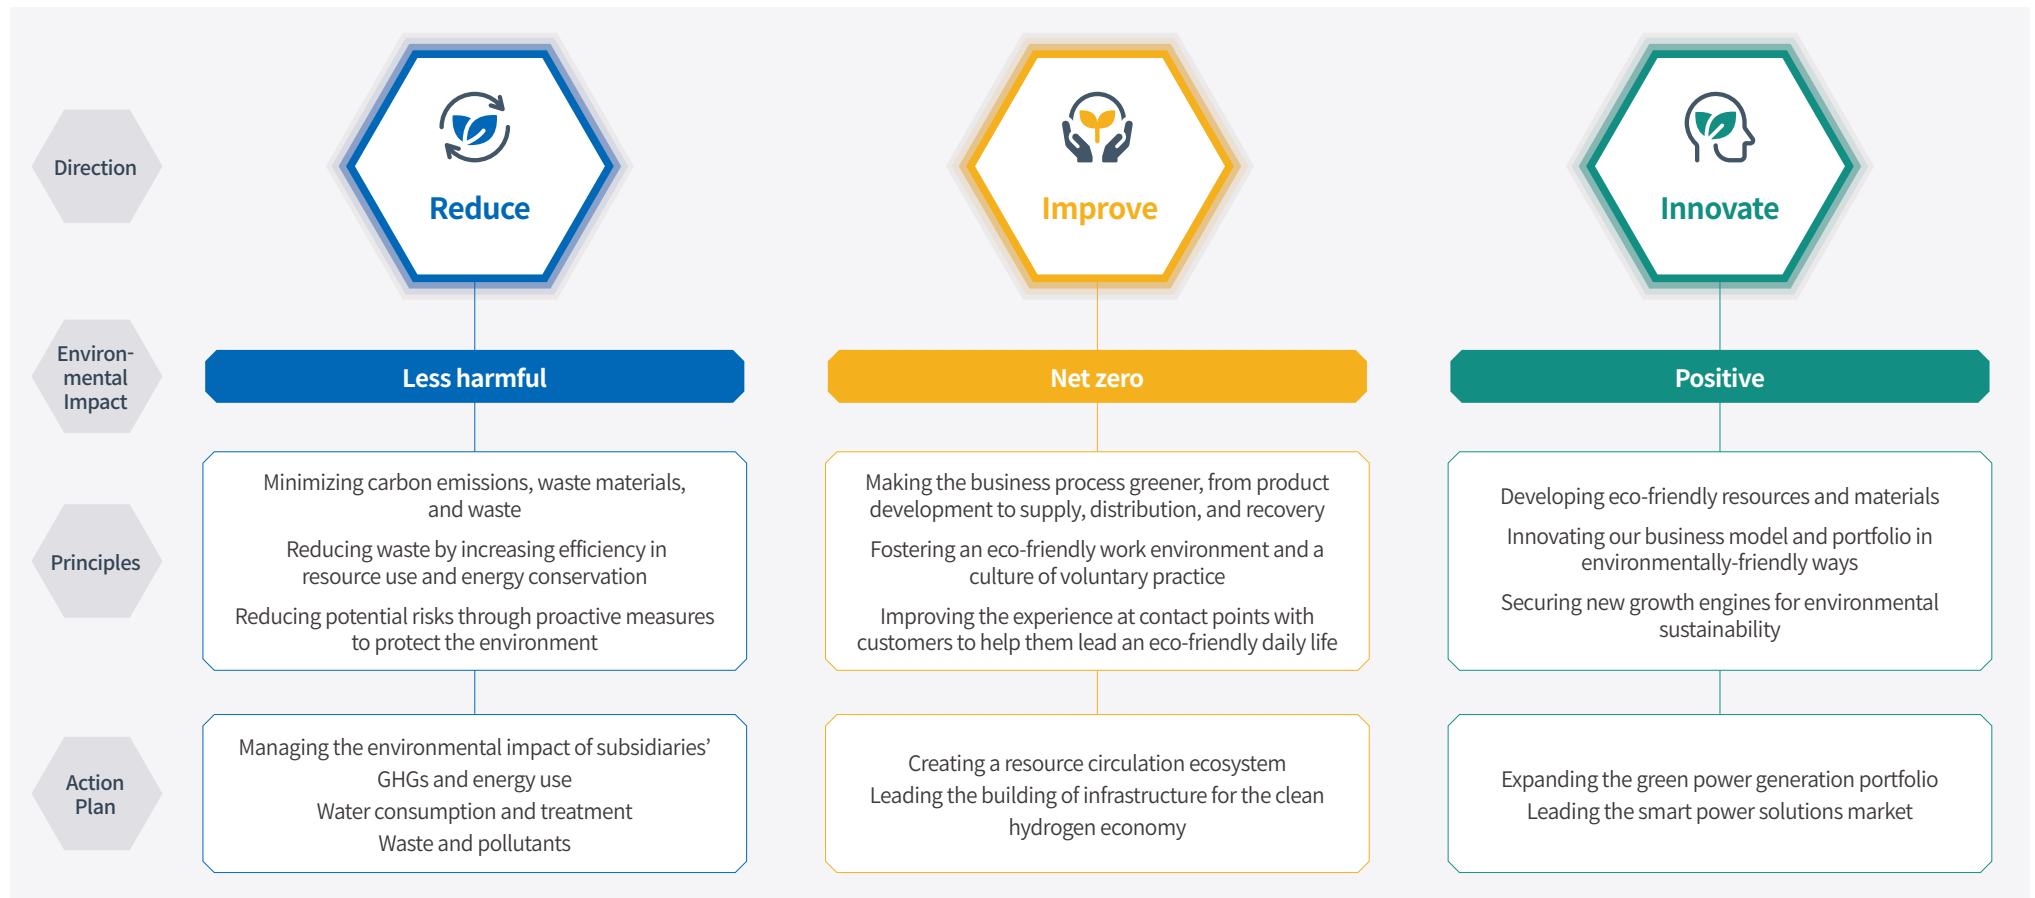 Direction
Reduce
Improve
Innovate
Environ-
mental
Impact
Less harmful
Net zero
Positive
Principles
Minimizing carbon emissions, waste materials,
and waste
Reducing waste by increasing efficiency in
resource use and energy conservation
Reducing potential risks through proactive measures
to protect the environment
Making the business process greener, from product
development to supply, distribution, and recovery
Fostering an eco-friendly work environment and a
culture of voluntary practice
Improving the experience at contact points with
customers to help them lead an eco-friendly daily life
Developing eco-friendly resources and materials
Innovating our business model and portfolio in
environmentally-friendly ways
Securing new growth engines for environmental
sustainability
Action
Plan
Managing the environmental impact of subsidiaries’
GHGs and energy use
Water consumption and treatment
Waste and pollutants
Creating a resource circulation ecosystem
Leading the building of infrastructure for the clean
hydrogen economy
Expanding the green power generation portfolio
Leading the smart power solutions market